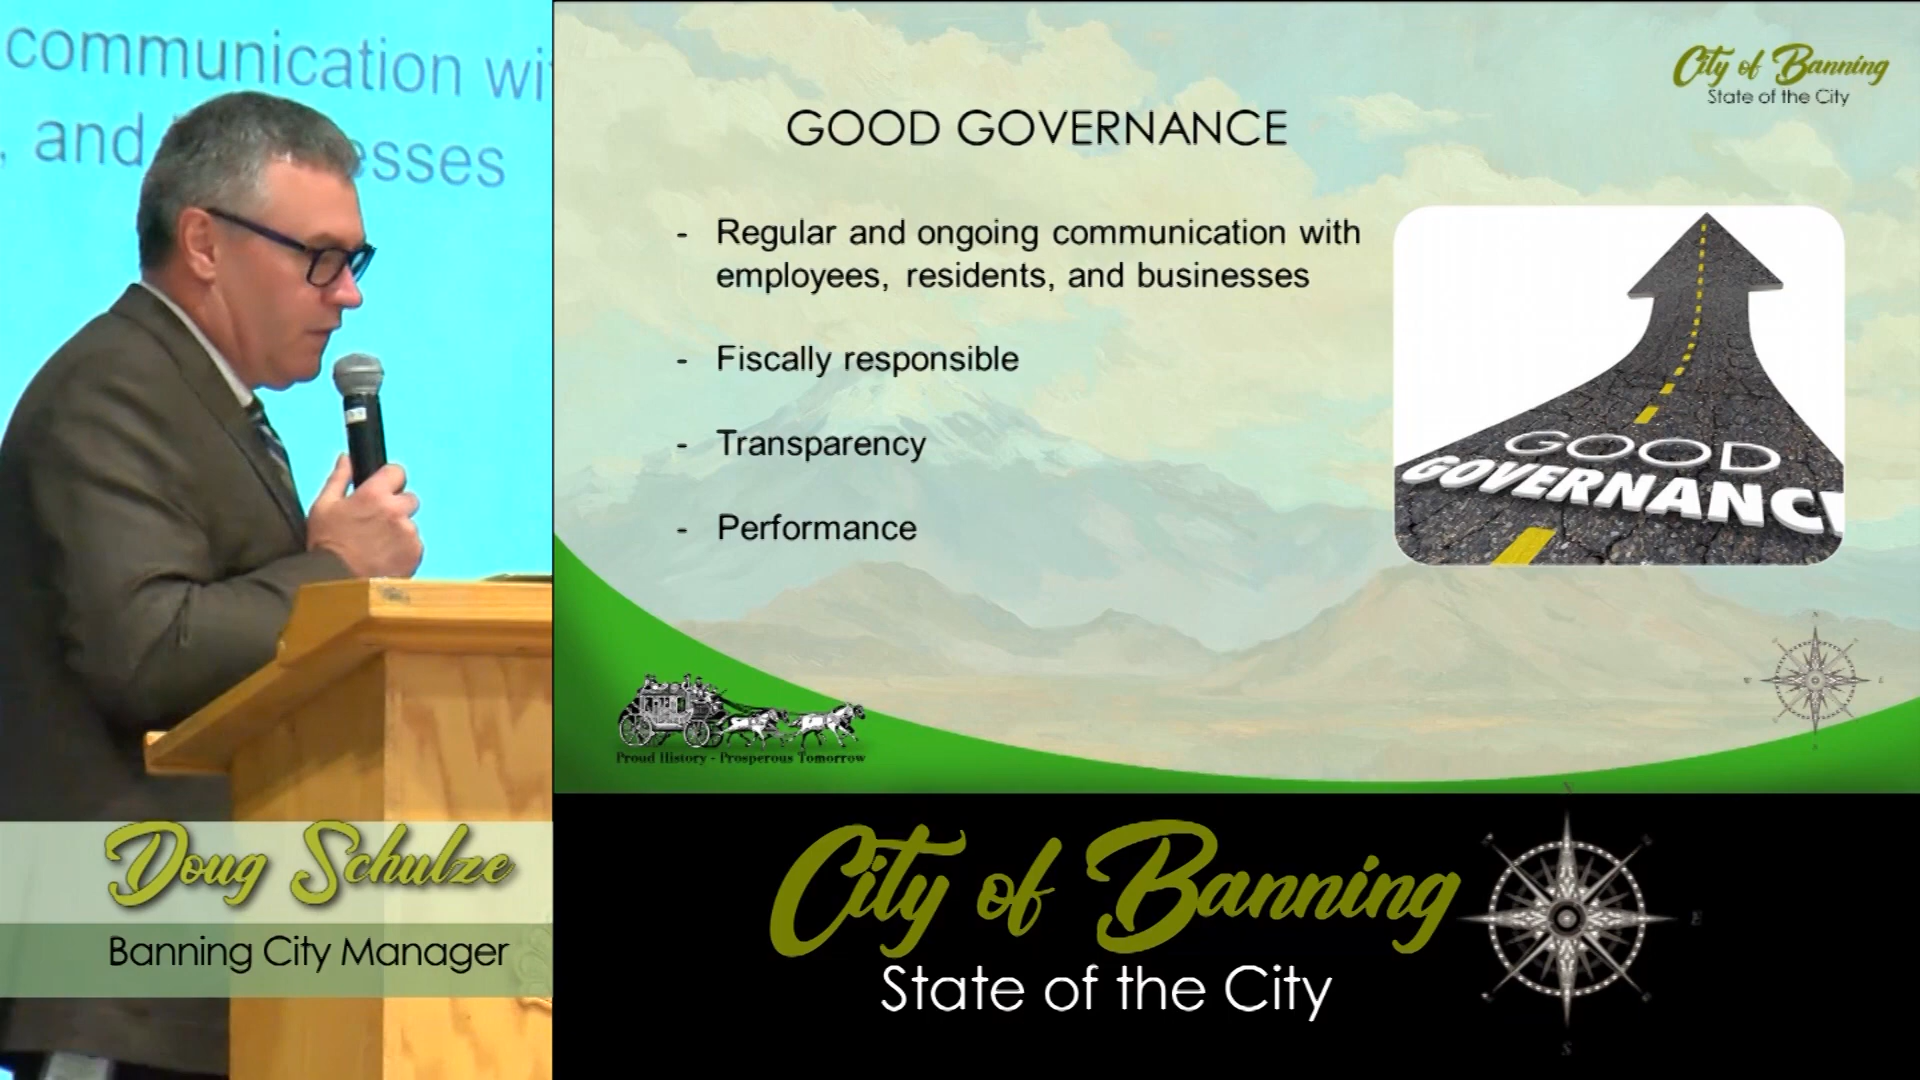 communication wi
, and esses
City of Banning
State of the City
GOOD GOVERNANCE
- Regular and ongoing communication with
employees, residents, and businesses
- Fiscally responsible
- Transparency
- Performance
GOOD
GOVERNANC
Proud History - Prosperous Tomorrow
Doug Schulze
Banning City Manager
City of Banning
State of the City
N
E
S